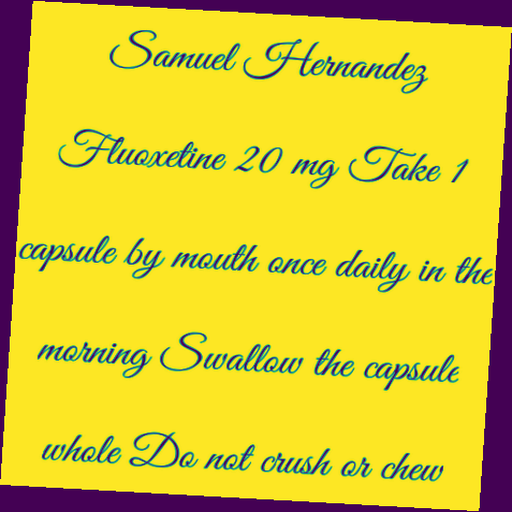 Samuel Hernandez
Fluoxetine 20 mg Take 1
capsule by mouth once daily in the
morning Swallow the capsule
whole Do not crush or chew